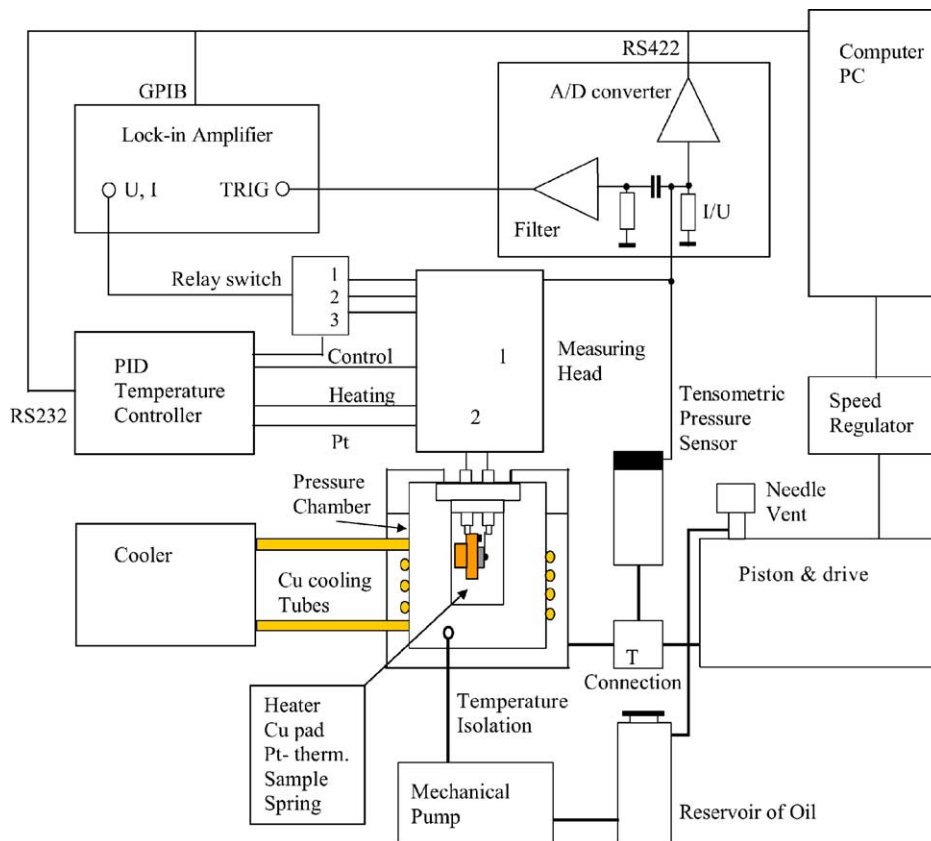 RS422
Computer
PC
GPIB
A/D converter
Lock-in Amplifier
U, I
TRIG
I/U
Filter
Relay switch
1
2
3
PID
Temperature
Controller
RS232
Control
Heating
Pt
1
2
Measuring
Head
Tensometric
Pressure
Sensor
Speed
Regulator
Pressure
Chamber
Needle
Vent
Cooler
Cu cooling
Tubes
Piston & drive
T
Connection
Heater
Cu pad
Pt- therm.
Sample
Spring
Temperature
Isolation
Mechanical
Pump
Reservoir of Oil